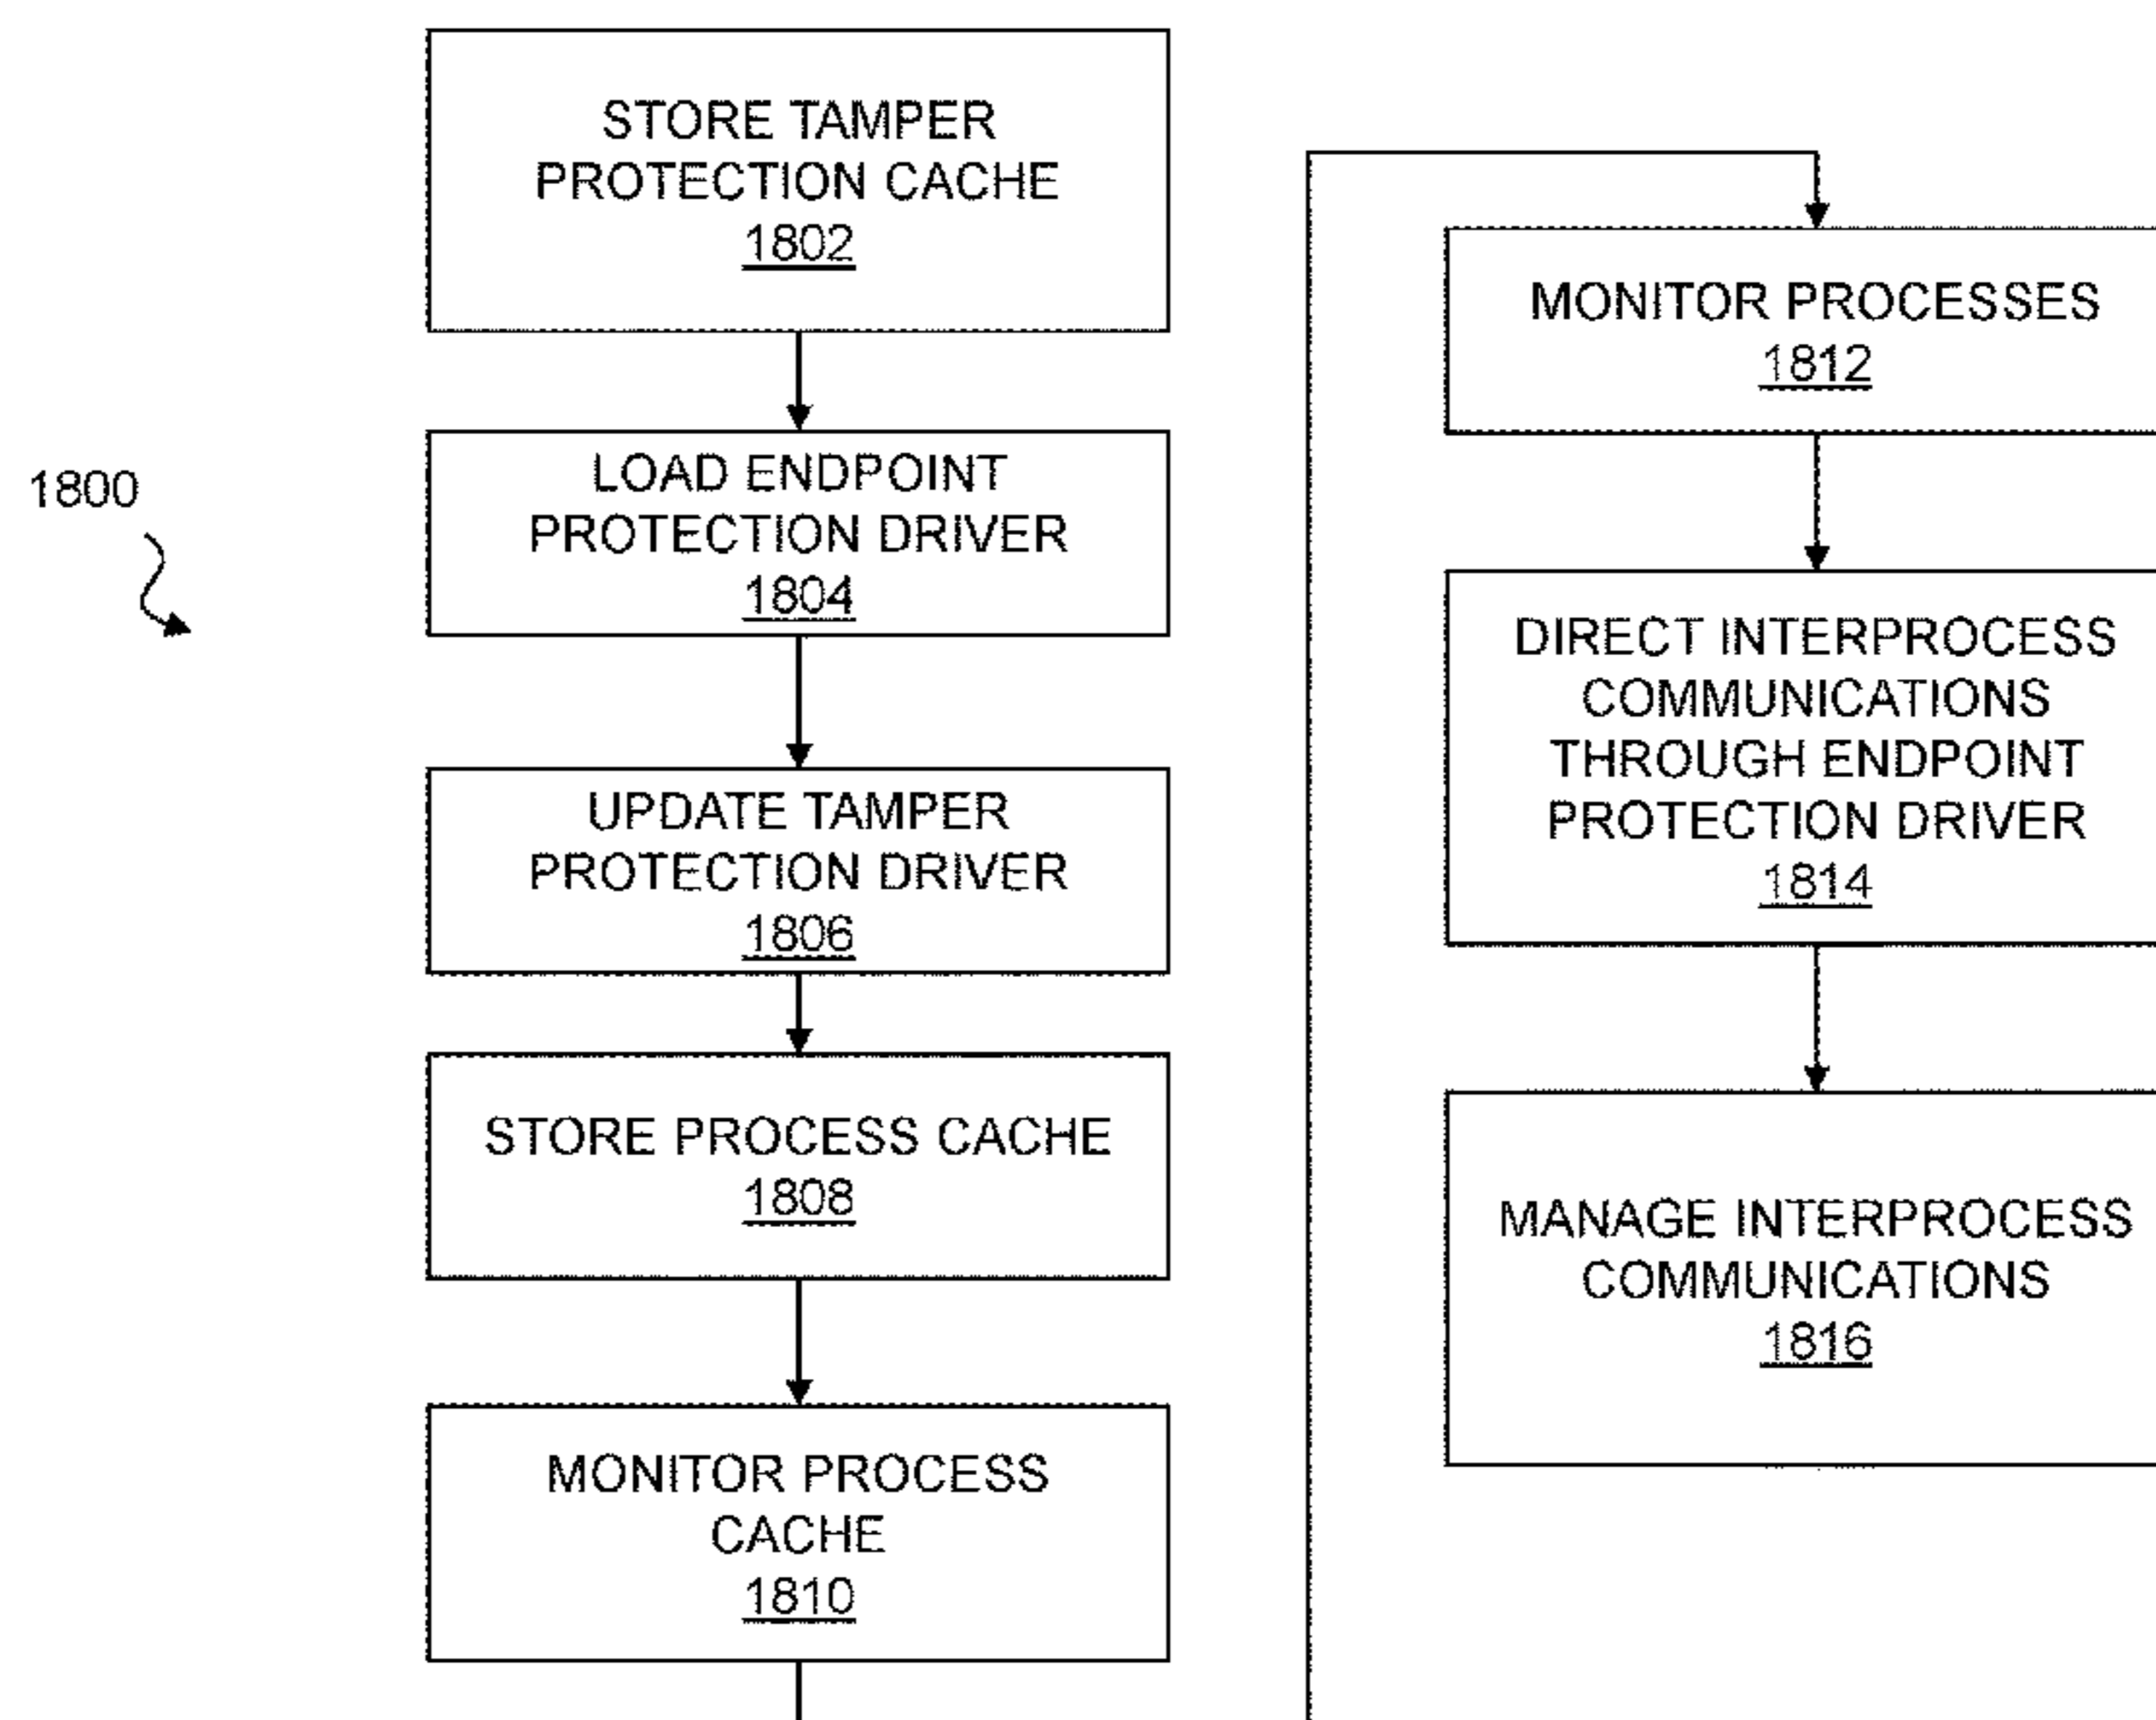 1800
STORE TAMPER
PROTECTION CACHE
1802
LOAD ENDPOINT
PROTECTION DRIVER
1804
UPDATE TAMPER
PROTECTION DRIVER
1806
STORE PROCESS CACHE
1808
MONITOR PROCESS
CACHE
1810
MONITOR PROCESSES
1812
DIRECT INTERPROCESS
COMMUNICATIONS
THROUGH ENDPOINT
PROTECTION DRIVER
1814
MANAGE INTERPROCESS
COMMUNICATIONS
1816